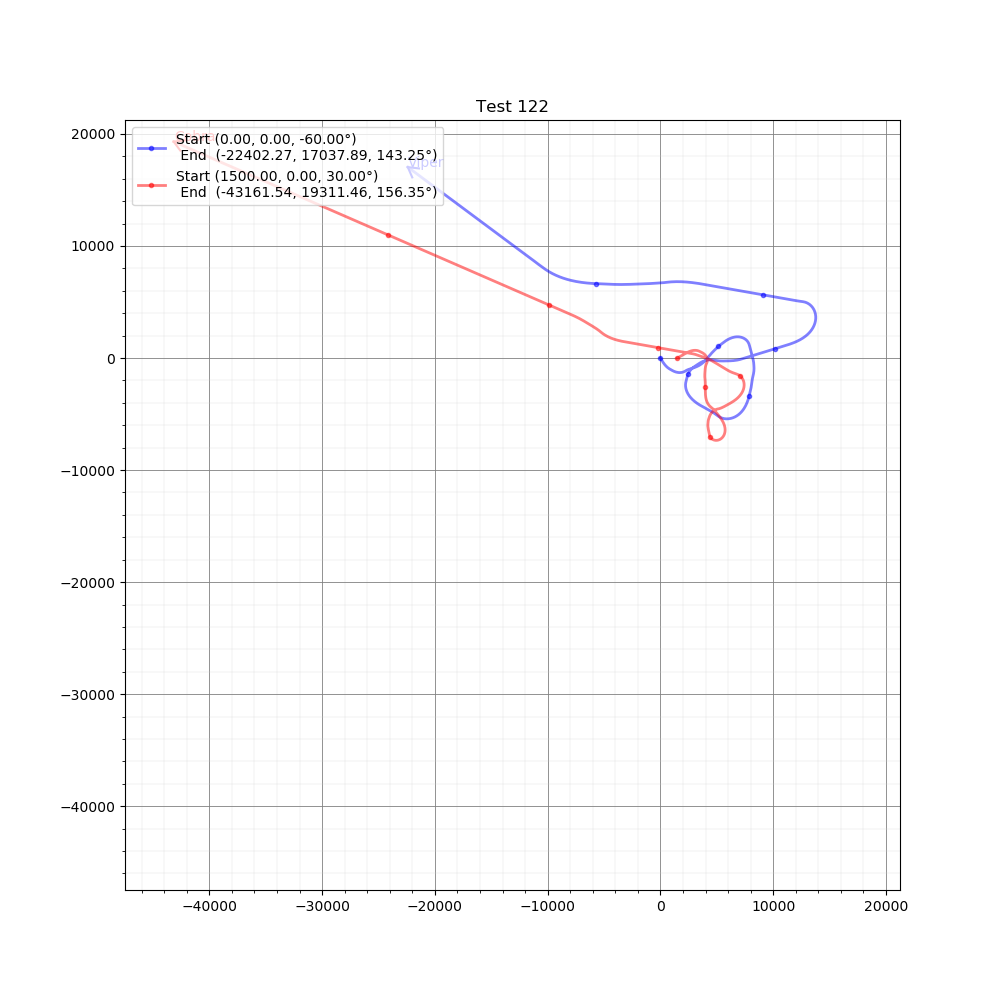 Test 122
Start (0.00, 0.00, -60.00°)
End (-22402.27, 17037.89, 143.25°)
Start (1500.00, 0.00, 30.00°)
End (-43161.54, 19311.46, 156.35°)
Viper
20000
10000
0
−10000
−20000
−30000
−40000
−40000 −30000 −20000 −10000 0 10000 20000